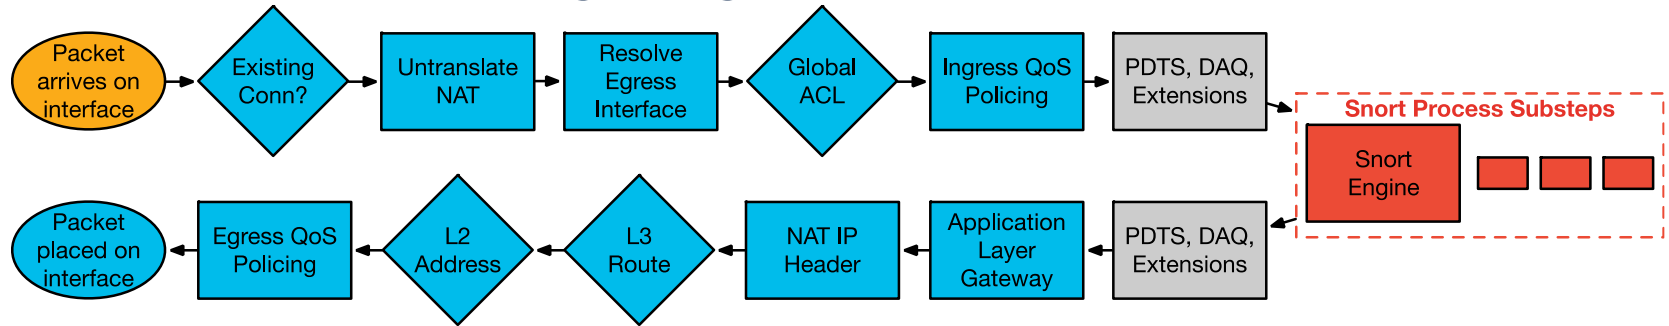 Packet
arrives on
interface
Existing
Conn?
Untranslate
NAT
Resolve
Egress
Interface
Global
ACL
Ingress QoS
Policing
PDTS, DAQ,
Extensions
Snort Process Substeps
Snort
Engine
Packet
placed on
interface
Egress QoS
Policing
L2
Address
L3
Route
NAT IP
Header
Application
Layer
Gateway
PDTS, DAQ,
Extensions